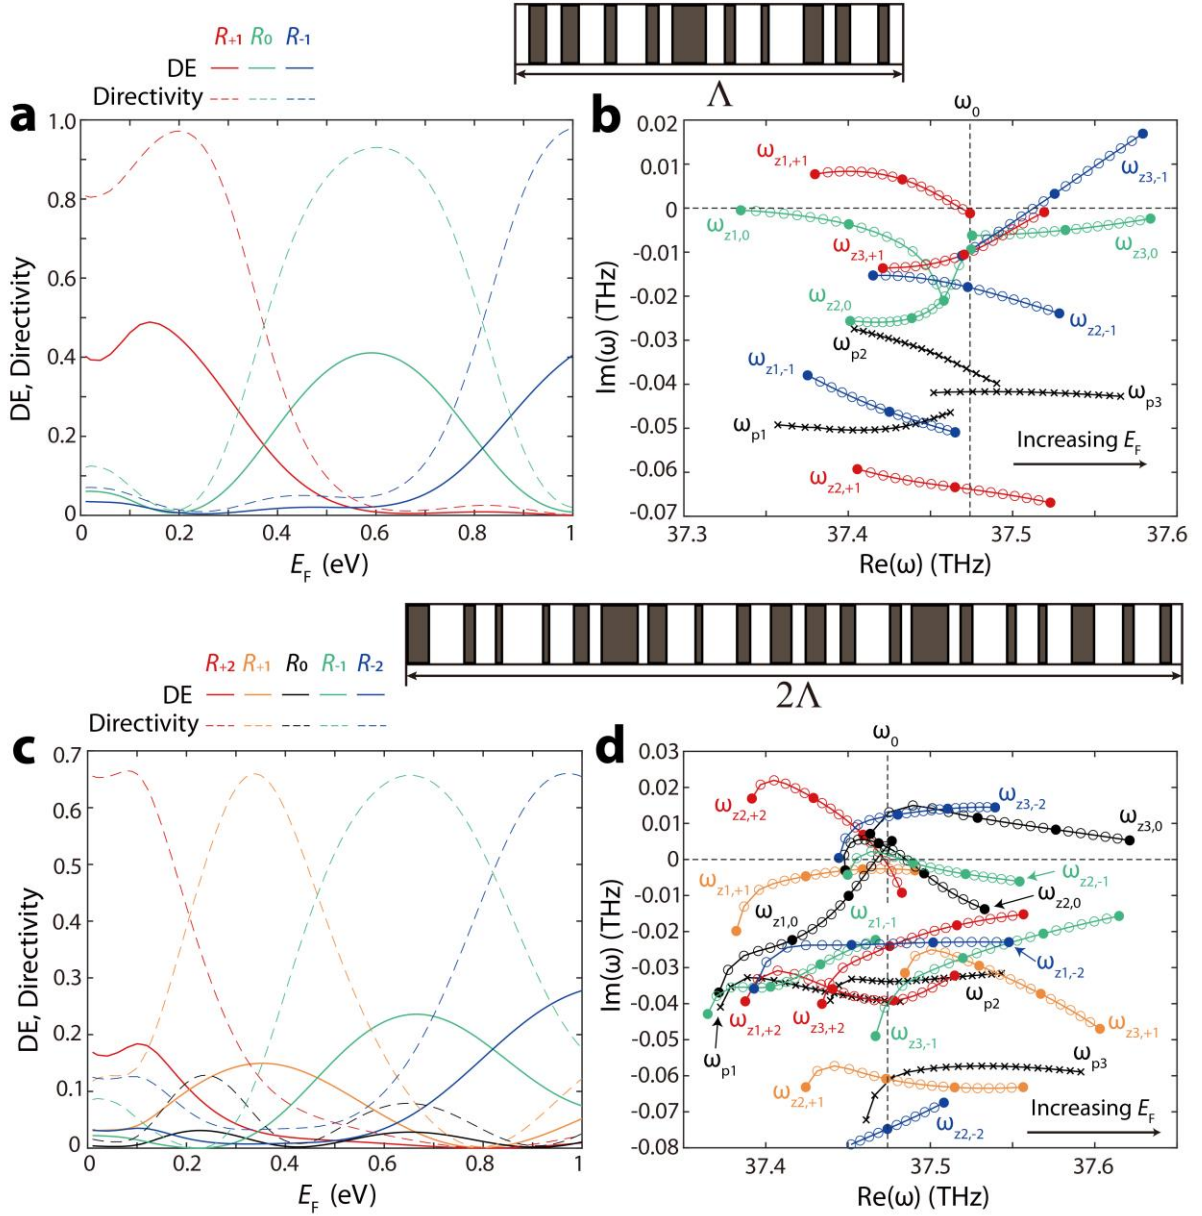 R+1 R0 R-1
DE
Directivity
Λ
a
1.0
0.8
0.6
0.4
0.2
0
DE, Directivity
0 0.2 0.4 0.6 0.8 1
EF (eV)
b
ω0
0.02
0.01
0
-0.01
-0.02
-0.03
-0.04
-0.05
-0.06
-0.07
Im(ω) (THz)
ωz1,+1
ωz3,-1
ωz1,0
ωz3,+1
ωz3,0
ωz2,0
ωz2,-1
ωp2
ωz1,-1
ωp3
ωp1
Increasing EF
ωz2,+1
37.3 37.4 37.5 37.6
Re(ω) (THz)
2Λ
R+2 R+1 R0 R-1 R-2
DE
Directivity
c
0.7
0.6
0.5
0.4
0.3
0.2
0.1
0
DE, Directivity
0 0.2 0.4 0.6 0.8 1
EF (eV)
d
ω0
0.03
0.02
0.01
0
-0.01
-0.02
-0.03
-0.04
-0.05
-0.06
-0.07
-0.08
Im(ω) (THz)
ωz2,+2
ωz3,-2
ωz3,0
ωz1,+1
ωz2,-1
ωz1,0
ωz1,-1
ωz2,0
ωz1,-2
ωz1,+2
ωz3,+2
ωp2
ωz3,-1
ωz3,+1
ωp1
ωp3
ωz2,+1
Increasing EF
ωz2,-2
37.4 37.5 37.6
Re(ω) (THz)